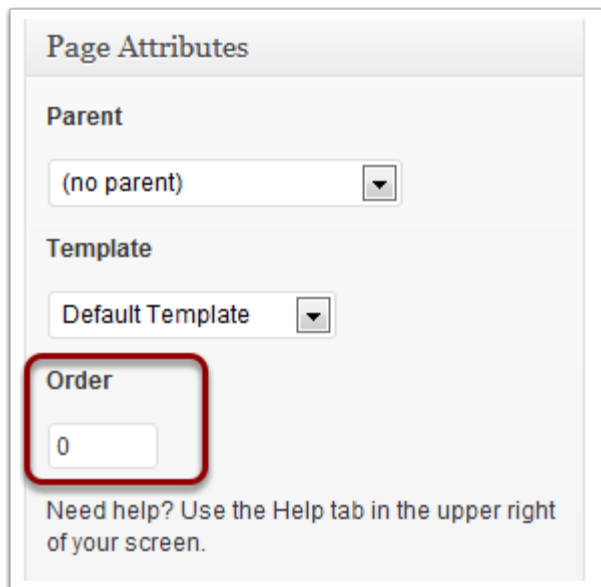 Page Attributes
Parent
(no parent)
Template
Default Template
Order
0
Need help? Use the Help tab in the upper right
of your screen.